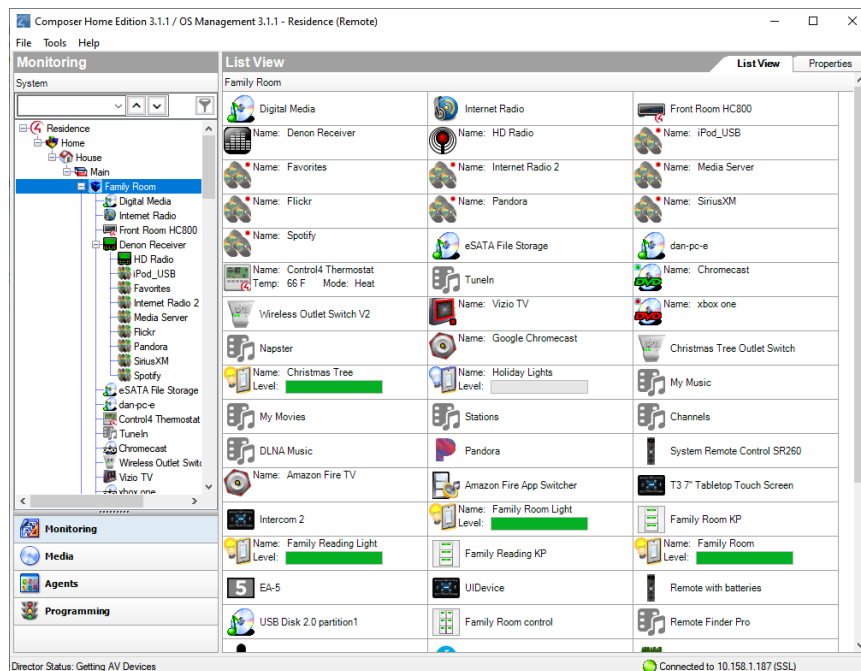 Composer Home Edition 3.1.1 / OS Management 3.1.1 - Residence (Remote)
File Tools Help
Monitoring
System
Residence
Home
House
Main
Family Room
Digital Media
Internet Radio
Front Room HC800
Denon Receiver
HD Radio
iPod_USB
Favorites
Internet Radio 2
Media Server
Flickr
Pandora
SiriusXM
Spotify
eSATA File Storage
dan-pc-e
Control4 Thermostat
TuneIn
Chromecast
Wireless Outlet Switc
Vizio TV
xbox one
Monitoring
Media
Agents
Programming
List View
List View Properties
Family Room
Digital Media Internet Radio Front Room HC800
Name: Denon Receiver Name: HD Radio Name: iPod_USB
Name: Favorites Name: Internet Radio 2 Name: Media Server
Name: Flickr Name: Pandora Name: SiriusXM
Name: Spotify eSATA File Storage dan-pc-e
Name: Control4 Thermostat TuneIn Name: Chromecast
Temp: 66 F Mode: Heat
Wireless Outlet Switch V2 Name: Vizio TV Name: xbox one
Napster Name: Google Chromecast Christmas Tree Outlet Switch
Name: Christmas Tree Name: Holiday Lights My Music
Level: Level:
My Movies Stations Channels
DLNA Music Pandora System Remote Control SR260
Name: Amazon Fire TV Amazon Fire App Switcher T3 7" Tabletop Touch Screen
Intercom 2 Name: Family Room Light Family Room KP
Level:
Name: Family Reading Light Family Reading KP Name: Family Room
Level: Level:
5 EA-5 UIDevice Remote with batteries
USB Disk 2.0 partition1 Family Room control Remote Finder Pro
Director Status: Getting AV Devices Connected to 10.158.1.187 (SSL)